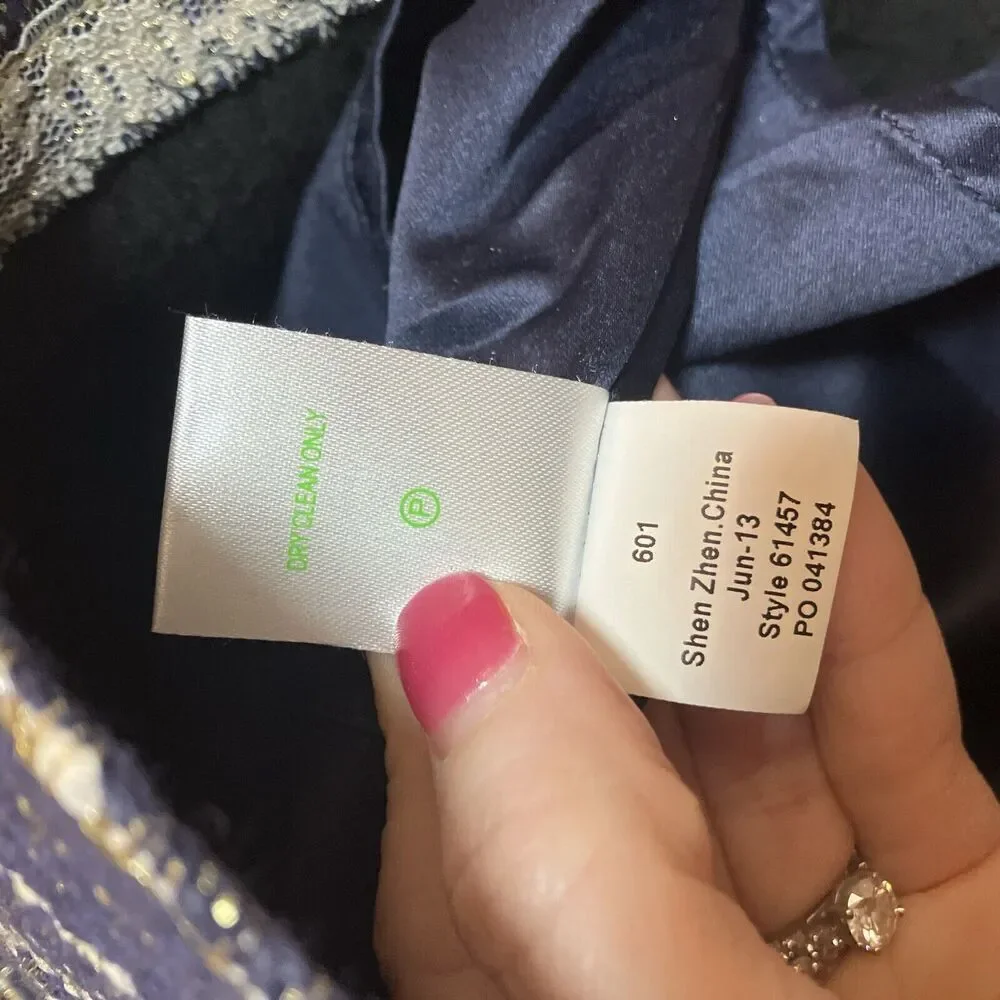 DRY CLEAN ONLY
P
601
Shen Zhen.China
Jun-13
Style 61457
PO 041384